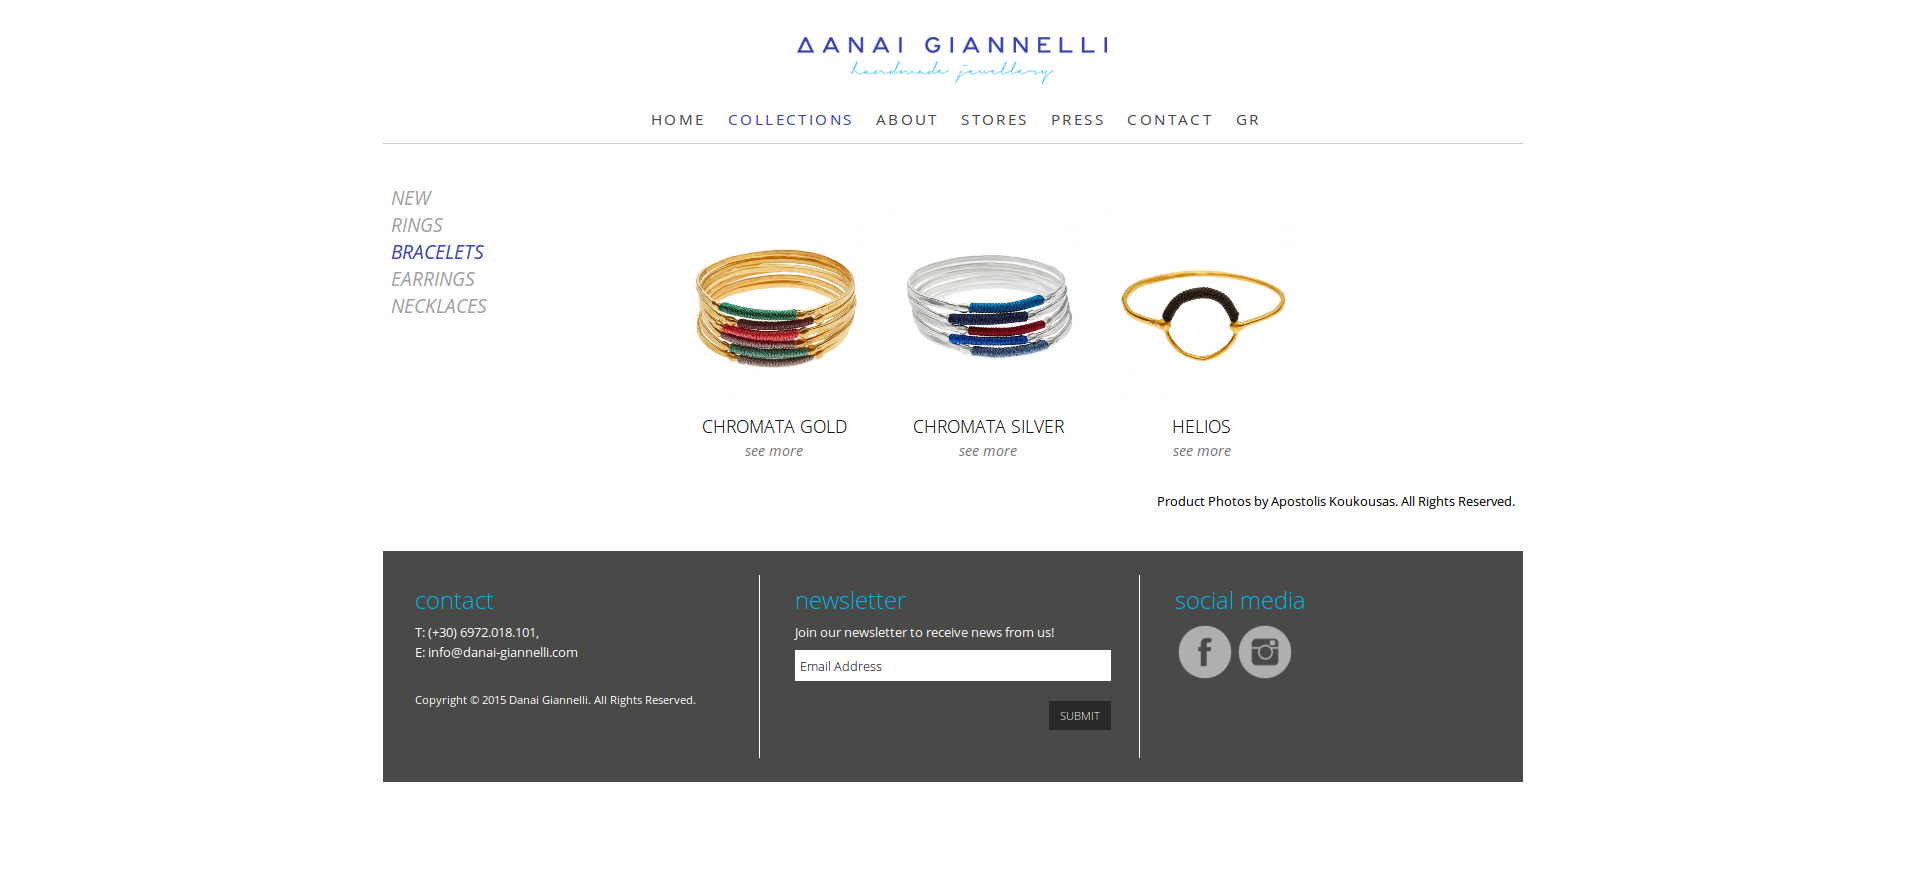 ΔANAI GIANNELLI
handmade jewellery
HOME COLLECTIONS ABOUT STORES PRESS CONTACT GR
NEW
RINGS
BRACELETS
EARRINGS
NECKLACES
CHROMATA GOLD
see more
CHROMATA SILVER
see more
HELIOS
see more
Product Photos by Apostolis Koukousas. All Rights Reserved.
contact
T: (+30) 6972.018.101,
E: info@danai-giannelli.com
Copyright © 2015 Danai Giannelli. All Rights Reserved.
newsletter
Join our newsletter to receive news from us!
Email Address
SUBMIT
social media